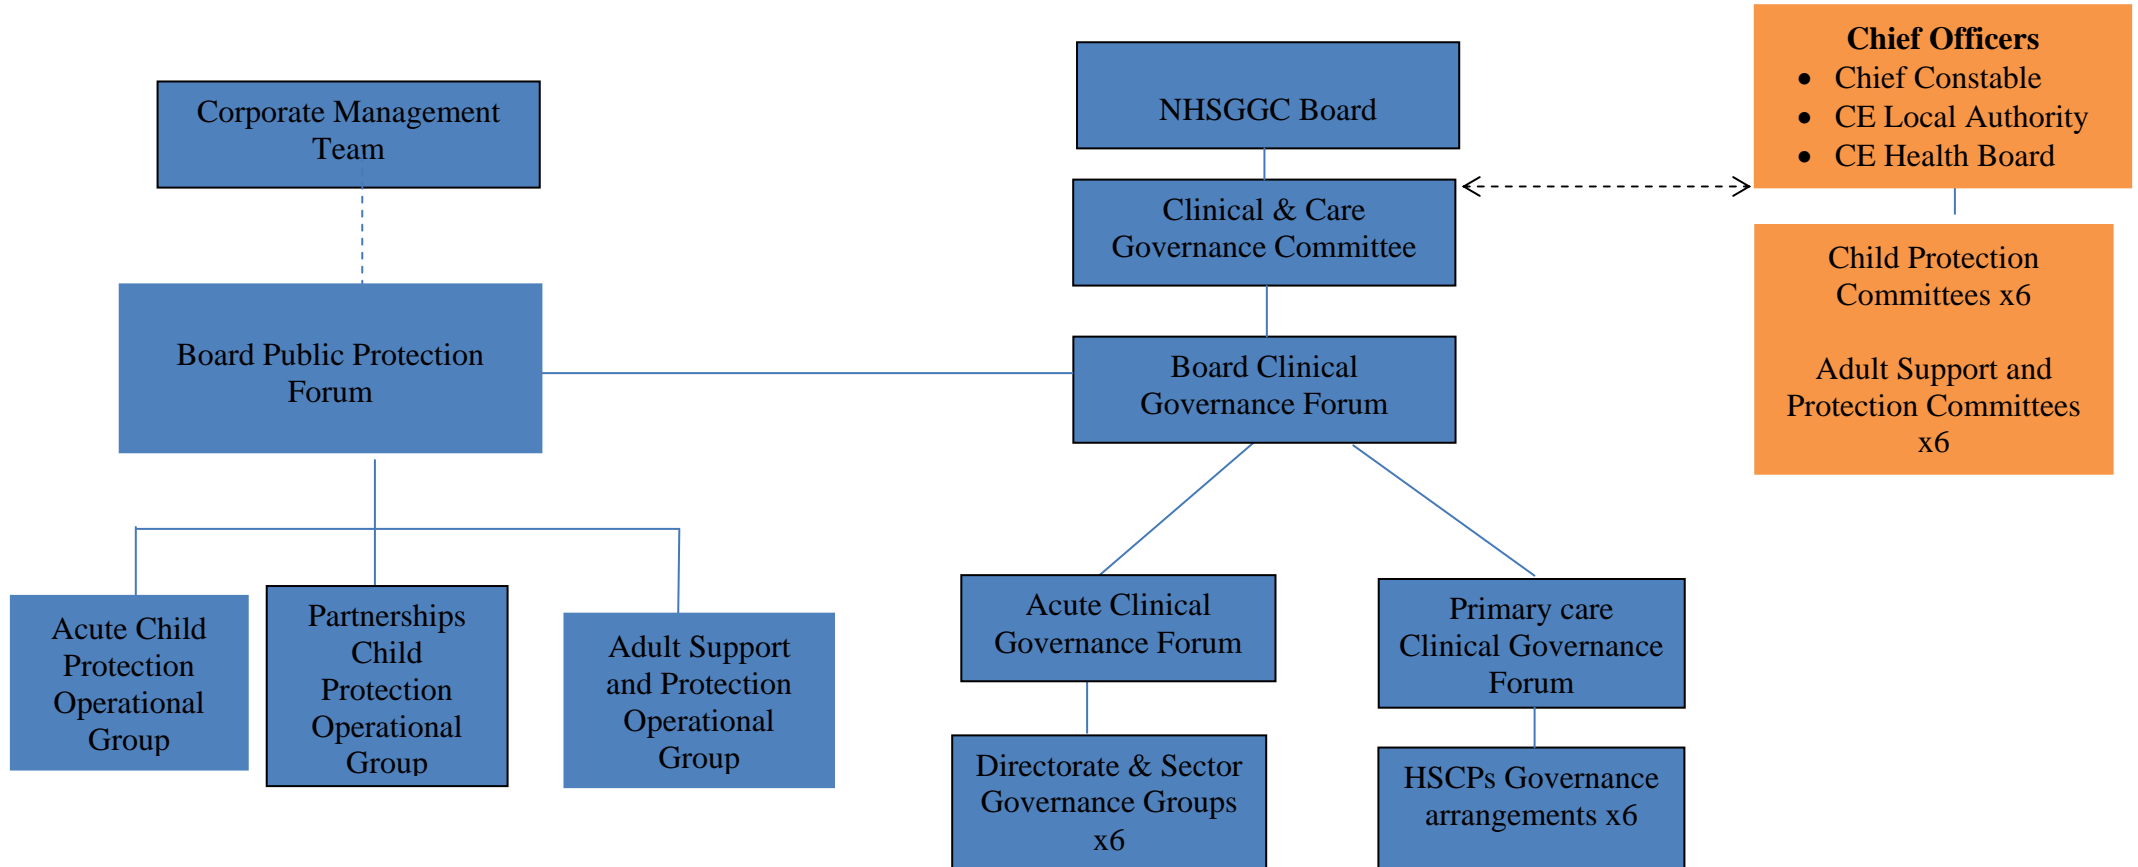 Corporate Management
Team
NHSGGC Board
Chief Officers
• Chief Constable
• CE Local Authority
• CE Health Board
Clinical & Care
Governance Committee
Child Protection
Committees x6
Adult Support and
Protection Committees
x6
Board Public Protection
Forum
Board Clinical
Governance Forum
Acute Child
Protection
Operational
Group
Partnerships
Child
Protection
Operational
Group
Adult Support
and Protection
Operational
Group
Acute Clinical
Governance Forum
Primary care
Clinical Governance
Forum
Directorate & Sector
Governance Groups
x6
HSCPs Governance
arrangements x6